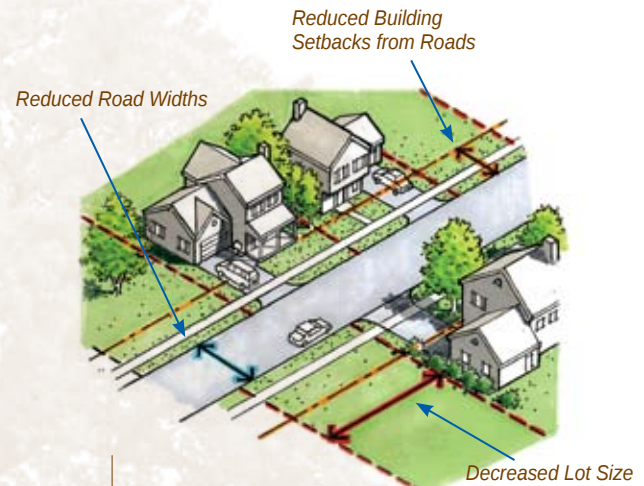 Reduced Building
Setbacks from Roads
Reduced Road Widths
Decreased Lot Size